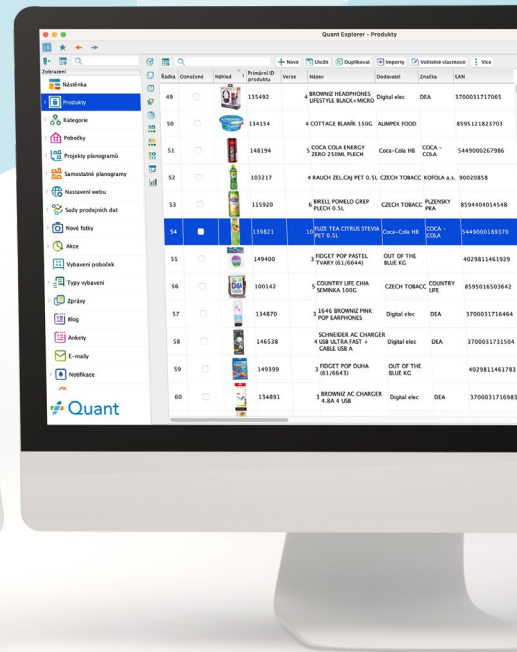 Quant Explorer - Produkty
Nové Uložit Duplikovat Importy Volitelné vlastnosti Více
Zobrazení
Nástěnka
Produkty
Kategorie
Pobočky
Projekty planogramů
Samostatné planogramy
Nastavení webu
Sady prodejních dat
Nové fotky
Akce
Vybavení poboček
Typy vybavení
Zprávy
Blog
Ankety
E-maily
Notifikace
Quant
Řádka Označené Náhled Primární ID produktu Verze Název Dodavatel Značka EAN
49 135492 4 BROWNIZ HEADPHONES LIFESTYLE BLACK+MICRO Digital elec DEA 3700031717065
50 134154 4 COTTAGE BLANÍK 150G ALIMPEX FOOD 8595121823703
51 148194 5 COCA COLA ENERGY ZERO 250ML PLECH Coca-Cola HB COCA - COLA 5449000267986
52 103217 4 RAUCH ZEL.ČAJ PET 0.5L CZECH TOBACC KOFOLA a.s. 90020858
53 115920 6 BIRELL POMELO GREP PLECH 0.5L CZECH TOBACC PLZENSKY PRA 8594404014548
54 139821 10 FUZE TEA CITRUS STEVIA PET 0.5L Coca-Cola HB COCA - COLA 5449000189370
55 149400 3 FIDGET POP PASTEL TVARY (61/6644) OUT OF THE BLUE KG 4029811461929
56 100142 5 COUNTRY LIFE CHIA SEMINKA 100G CZECH TOBACC COUNTRY LIFE 8595016503642
57 134870 3 1646 BROWNIZ PINK POP EARPHONES Digital elec DEA 3700031716464
58 146538 4 SCHNEIDER AC CHARGER USB ULTRA FAST + CABLE USB A Digital elec DEA 3700031731504
59 149399 3 FIDGET POP DUHA (61/6643) OUT OF THE BLUE KG 4029811461783
60 134891 3 BROWNIZ AC CHARGER 4.8A 4 USB Digital elec DEA 3700031716983